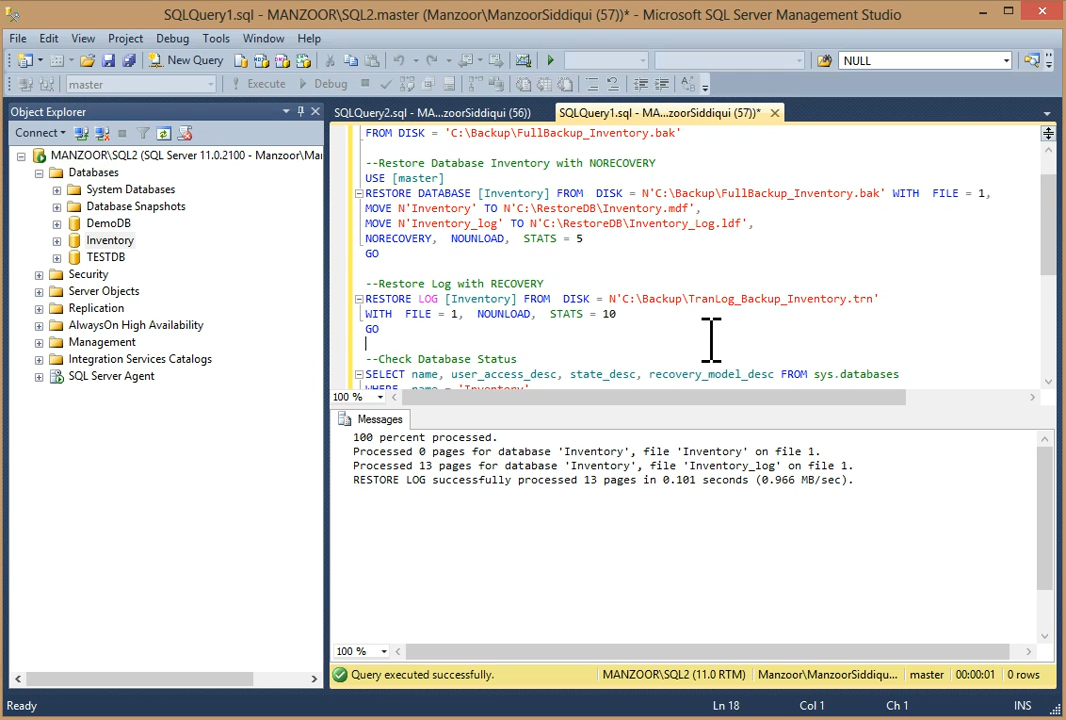 SQLQuery1.sql - MANZOOR\SQL2.master (Manzoor\ManzoorSiddiqui (57))* - Microsoft SQL Server Management Studio
File Edit View Project Debug Tools Window Help
New Query NULL
master Execute Debug
Object Explorer
Connect
MANZOOR\SQL2 (SQL Server 11.0.2100 - Manzoor\Mar
Databases
System Databases
Database Snapshots
DemoDB
Inventory
TESTDB
Security
Server Objects
Replication
AlwaysOn High Availability
Management
Integration Services Catalogs
SQL Server Agent
SQLQuery2.sql - MA...zoorSiddiqui (56)) SQLQuery1.sql - MA...zoorSiddiqui (57))*
FROM DISK = 'C:\Backup\FullBackup_Inventory.bak'
--Restore Database Inventory with NORECOVERY
USE [master]
RESTORE DATABASE [Inventory] FROM DISK = N'C:\Backup\FullBackup_Inventory.bak' WITH FILE = 1,
MOVE N'Inventory' TO N'C:\RestoreDB\Inventory.mdf',
MOVE N'Inventory_log' TO N'C:\RestoreDB\Inventory_Log.ldf',
NORECOVERY, NOUNLOAD, STATS = 5
GO
--Restore Log with RECOVERY
RESTORE LOG [Inventory] FROM DISK = N'C:\Backup\TranLog_Backup_Inventory.trn'
WITH FILE = 1, NOUNLOAD, STATS = 10
GO
--Check Database Status
SELECT name, user_access_desc, state_desc, recovery_model_desc FROM sys.databases
WHERE name = 'Inventory'
100 %
Messages
100 percent processed.
Processed 0 pages for database 'Inventory', file 'Inventory' on file 1.
Processed 13 pages for database 'Inventory', file 'Inventory_log' on file 1.
RESTORE LOG successfully processed 13 pages in 0.101 seconds (0.966 MB/sec).
100 %
Query executed successfully. MANZOOR\SQL2 (11.0 RTM) Manzoor\ManzoorSiddiqu... master 00:00:01 0 rows
Ready Ln 18 Col 1 Ch 1 INS